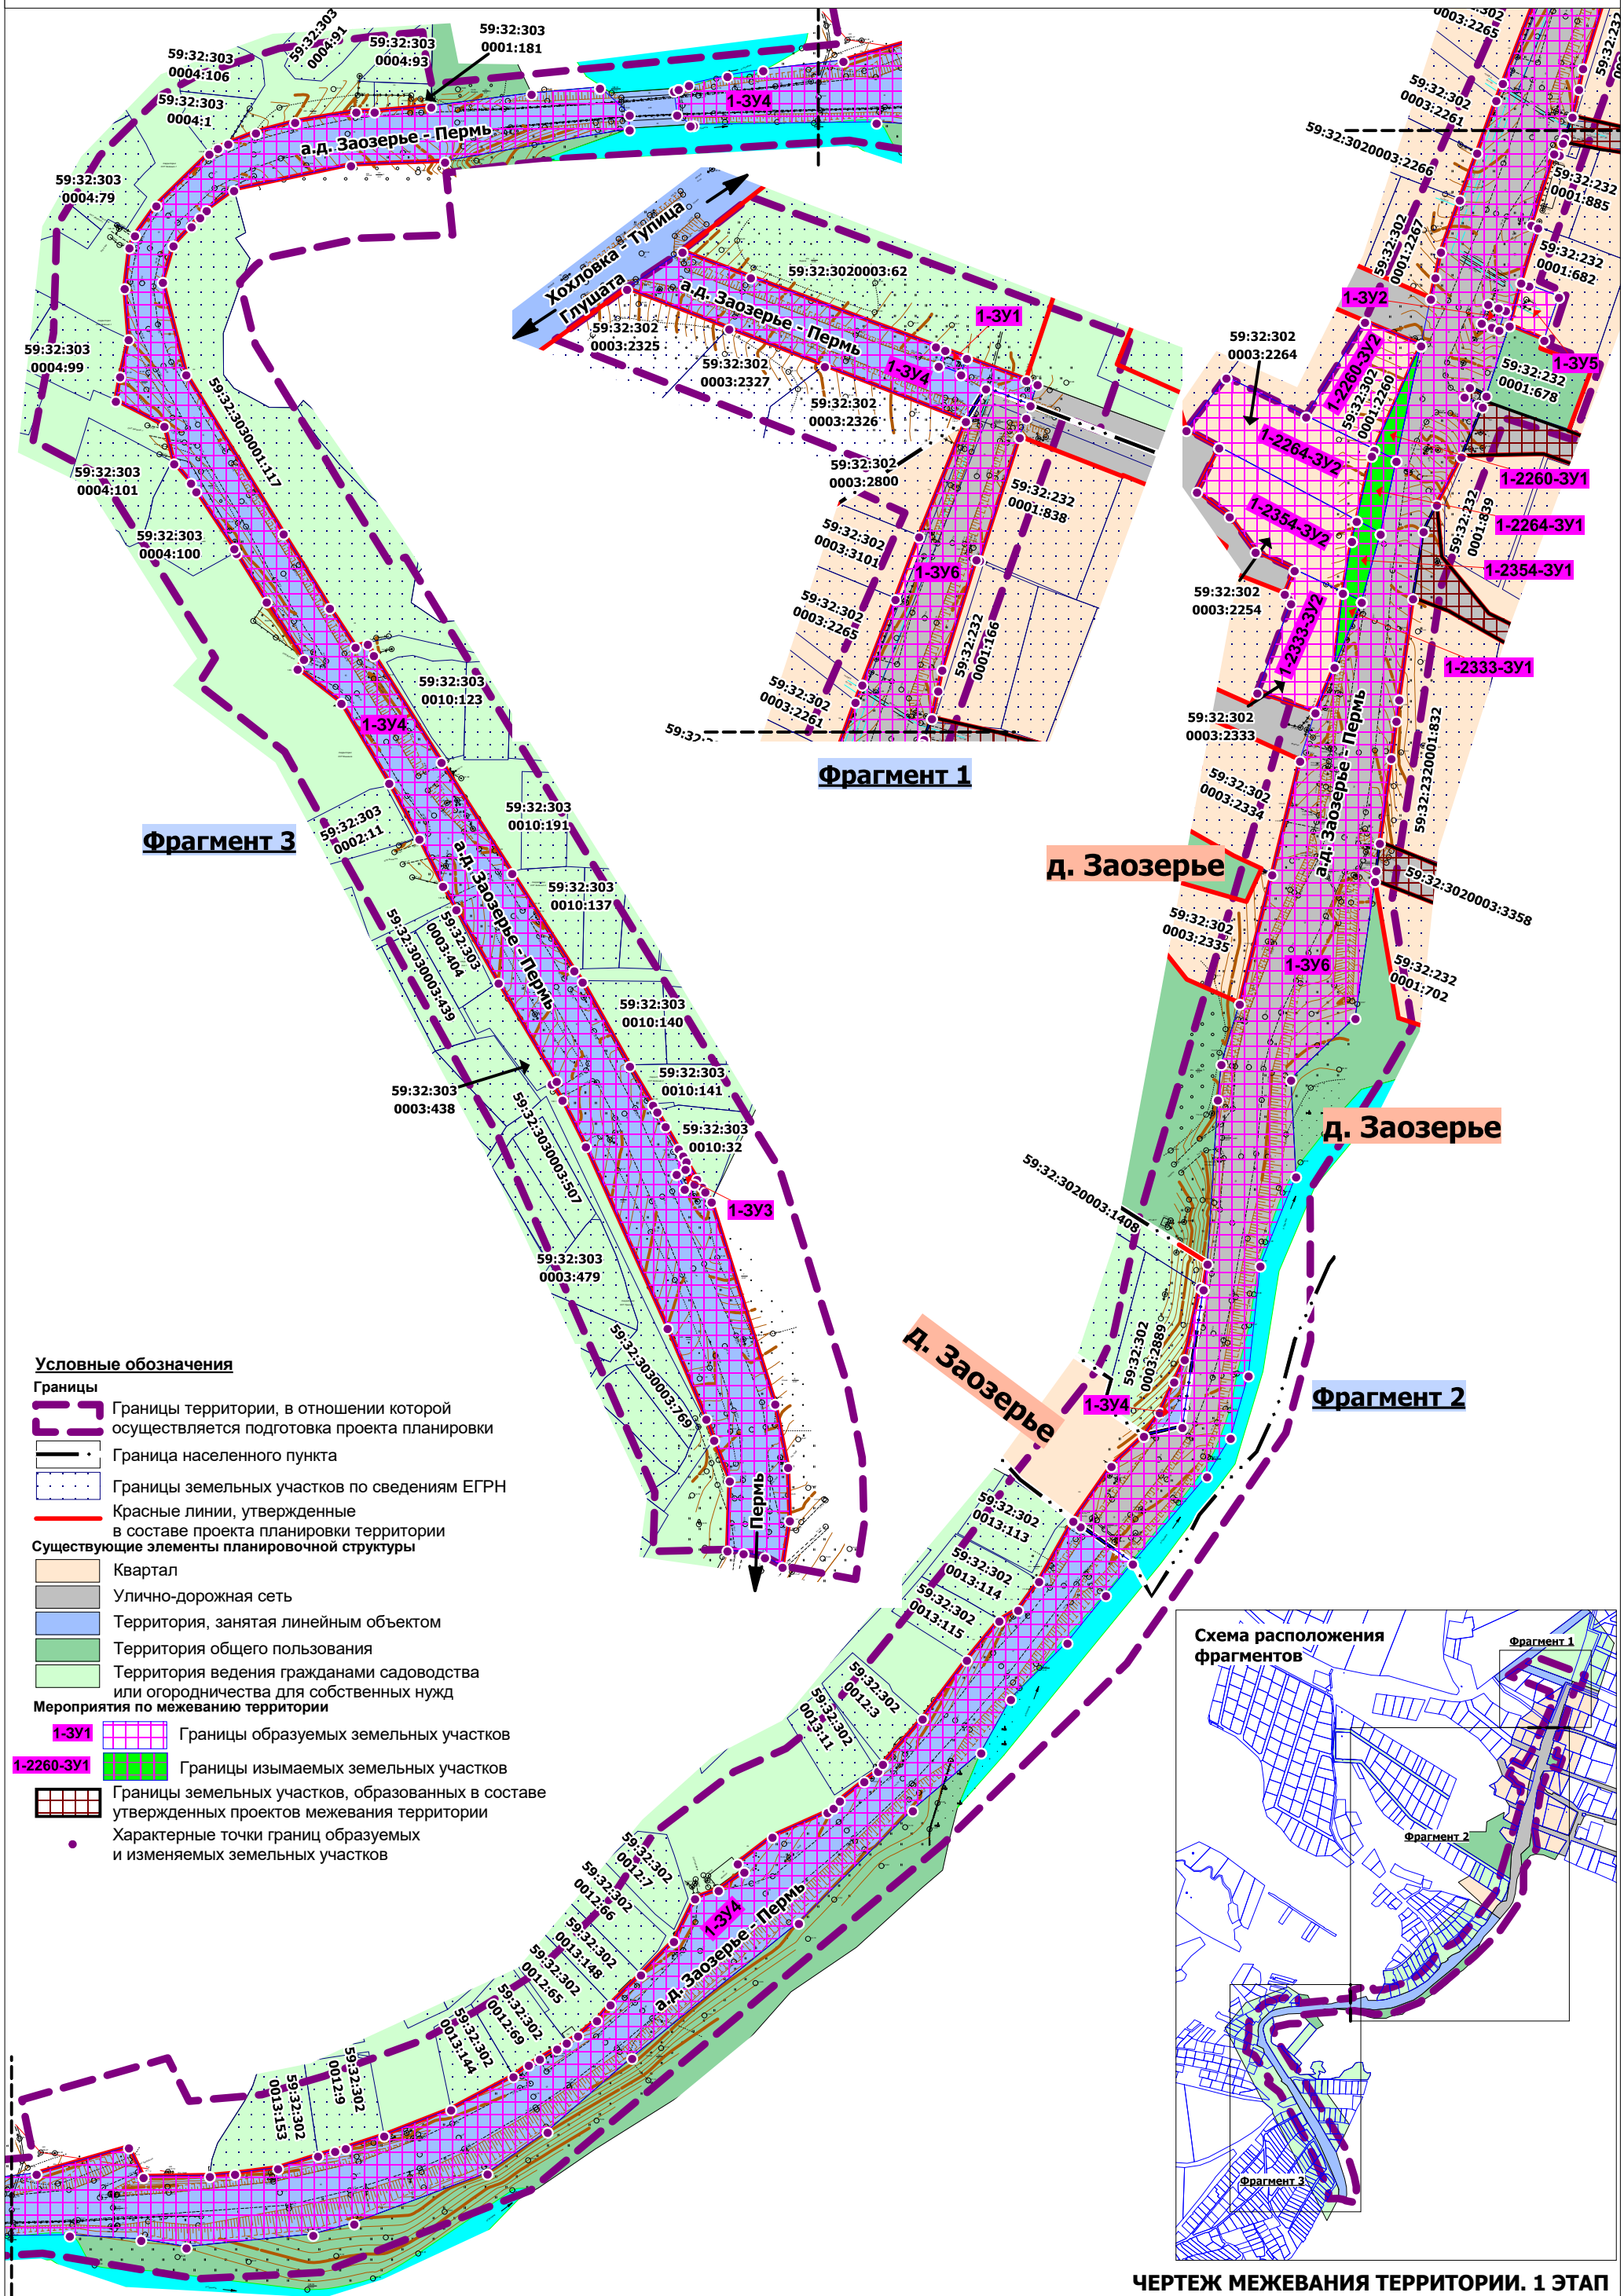 59:32:303
0004:106
59:32:303
0004:91
59:32:303
0004:93
59:32:303
0001:181
59:32:303
0004:1
а.д. Заозерье - Пермь
1-ЗУ4
59:32:303
0004:79
59:32:303
0004:99
59:32:3030001:117
59:32:303
0004:101
59:32:303
0004:100
1-ЗУ4
59:32:303
0010:123
59:32:303
0002:11
59:32:303
0010:191
а.д. Заозерье - Пермь
59:32:303
0010:137
59:32:303
0003:404
59:32:3030003:439
59:32:303
0010:140
59:32:303
0003:438
59:32:303
0010:141
59:32:303
0010:32
59:32:3030003:507
1-ЗУ3
59:32:303
0003:479
59:32:3030003:769
Пермь
Фрагмент 3
Хохловка - Тупица
Глушата
59:32:3020003:62
а.д. Заозерье - Пермь
1-ЗУ1
59:32:302
0003:2325
59:32:302
0003:2327
1-ЗУ4
59:32:302
0003:2326
59:32:302
0003:2800
59:32:232
0001:838
59:32:302
0003:3101
1-ЗУ6
59:32:302
0003:2265
59:32:232
0001:166
59:32:302
0003:2261
Фрагмент 1
0003:2265
59:32:302
0003:2261
59:32:3020003:2266
59:32:232
0001:885
59:32:302
0001:2267
59:32:232
0001:682
1-ЗУ2
59:32:302
0003:2264
1-2260-ЗУ2
59:32:302
0001:2260
1-ЗУ5
59:32:232
0001:678
1-2264-ЗУ2
1-2260-ЗУ1
59:32:232
0001:839
1-2264-ЗУ1
1-2354-ЗУ2
1-2354-ЗУ1
59:32:302
0003:2254
1-2333-ЗУ2
1-2333-ЗУ1
59:32:302
0003:2333
а.д. Заозерье - Пермь
59:32:2320001:832
59:32:302
0003:2334
д. Заозерье
59:32:3020003:3358
59:32:302
0003:2335
1-ЗУ6
59:32:232
0001:702
д. Заозерье
59:32:3020003:1408
59:32:302
0003:2889
д. Заозерье
1-ЗУ4
Фрагмент 2
59:32:302
0013:113
59:32:302
0013:114
59:32:302
0013:115
59:32:302
0012:3
59:32:302
0013:11
59:32:302
0012:7
59:32:302
0012:66
59:32:302
0013:148
59:32:302
0012:65
59:32:302
0012:69
59:32:302
0013:144
59:32:302
0012:9
59:32:302
0013:153
1-ЗУ4
а.д. Заозерье - Пермь
Условные обозначения
Границы
Границы территории, в отношении которой
осуществляется подготовка проекта планировки
Граница населенного пункта
Границы земельных участков по сведениям ЕГРН
Красные линии, утвержденные
в составе проекта планировки территории
Существующие элементы планировочной структуры
Квартал
Улично-дорожная сеть
Территория, занятая линейным объектом
Территория общего пользования
Территория ведения гражданами садоводства
или огородничества для собственных нужд
Мероприятия по межеванию территории
1-ЗУ1
Границы образуемых земельных участков
1-2260-ЗУ1
Границы изымаемых земельных участков
Границы земельных участков, образованных в составе
утвержденных проектов межевания территории
Характерные точки границ образуемых
и изменяемых земельных участков
Схема расположения
фрагментов
Фрагмент 1
Фрагмент 2
Фрагмент 3
ЧЕРТЕЖ МЕЖЕВАНИЯ ТЕРРИТОРИИ. 1 ЭТАП